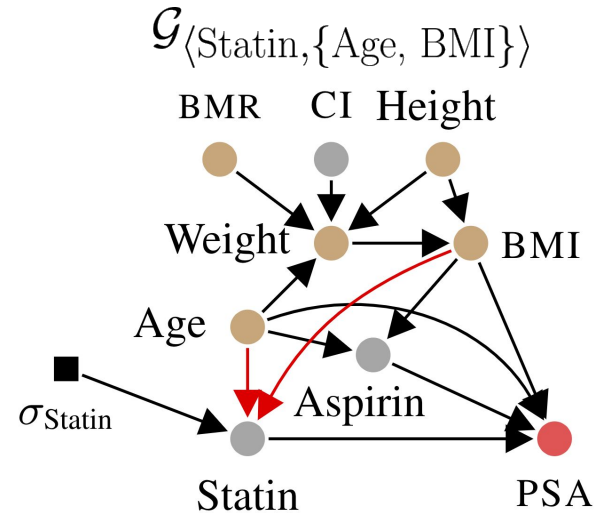 𝒢⟨Statin,{Age, BMI}⟩
BMR CI Height
Weight BMI
Age
Aspirin
σStatin
Statin PSA